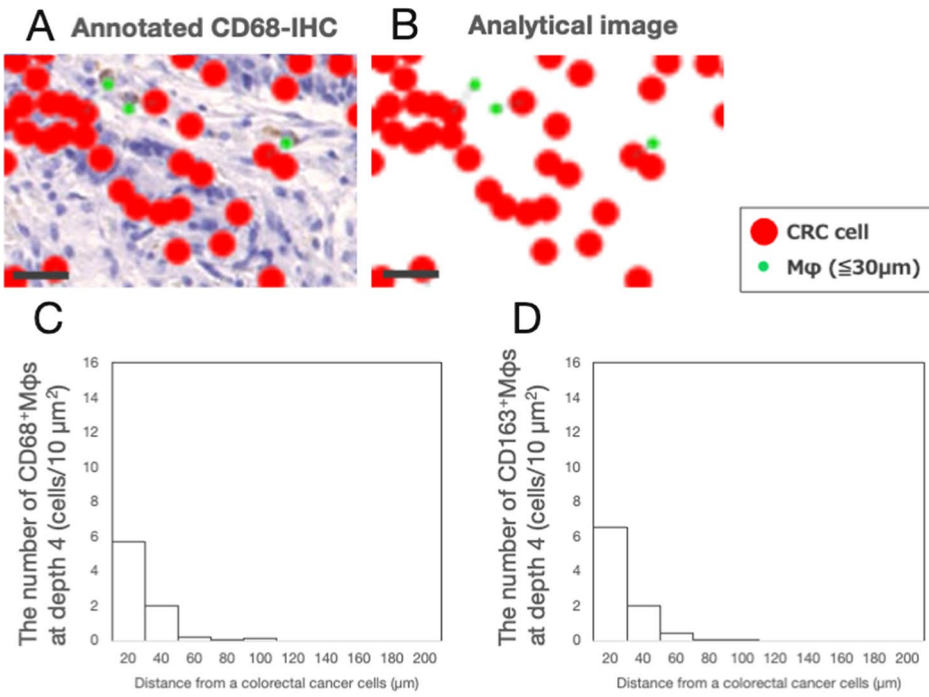 A Annotated CD68-IHC
B Analytical image
CRC cell
Mφ (≦30μm)
C
The number of CD68⁺Mφs
at depth 4 (cells/10 μm²)
16
14
12
10
8
6
4
2
0
20 40 60 80 100 120 140 160 180 200
Distance from a colorectal cancer cells (μm)
D
The number of CD163⁺Mφs
at depth 4 (cells/10 μm²)
16
14
12
10
8
6
4
2
0
20 40 60 80 100 120 140 160 180 200
Distance from a colorectal cancer cells (μm)